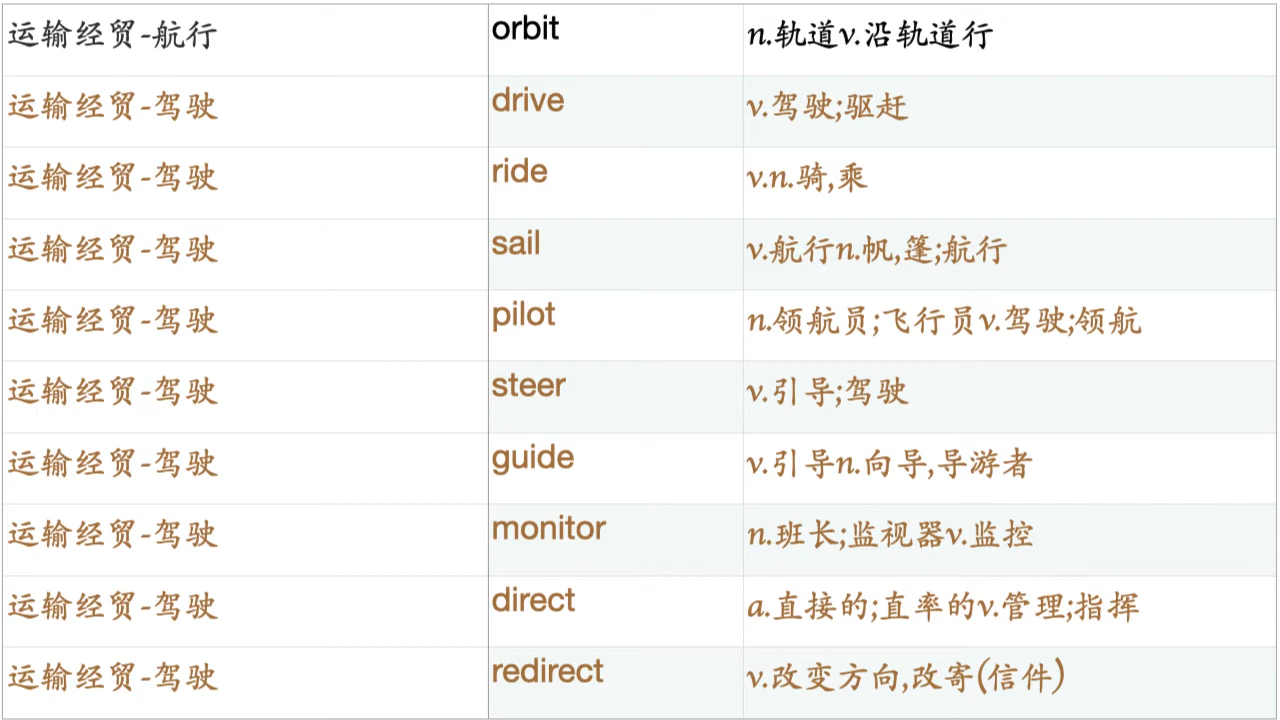 运输经贸-航行 orbit n.轨道v.沿轨道行
运输经贸-驾驶 drive v.驾驶;驱赶
运输经贸-驾驶 ride v.n.骑,乘
运输经贸-驾驶 sail v.航行n.帆,篷;航行
运输经贸-驾驶 pilot n.领航员;飞行员v.驾驶;领航
运输经贸-驾驶 steer v.引导;驾驶
运输经贸-驾驶 guide v.引导n.向导,导游者
运输经贸-驾驶 monitor n.班长;监视器v.监控
运输经贸-驾驶 direct a.直接的;直率的v.管理;指挥
运输经贸-驾驶 redirect v.改变方向,改寄(信件)